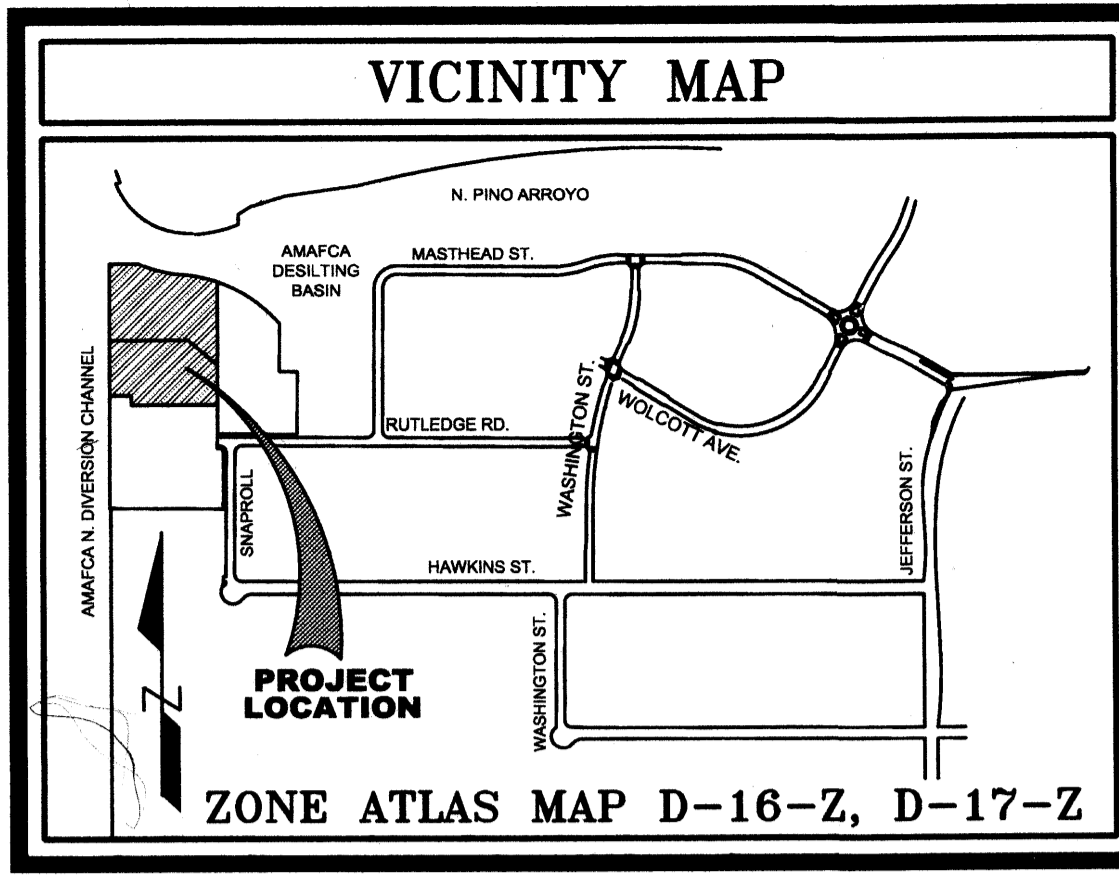 VICINITY MAP
N. PINO ARROYO
AMAFCA
DESILTING
BASIN
MASTHEAD ST.
AMAFCA N. DIVERSION CHANNEL
RUTLEDGE RD.
WASHINGTON ST.
WOLCOTT AVE.
SNAPROLL
JEFFERSON ST.
HAWKINS ST.
WASHINGTON ST.
PROJECT
LOCATION
N
ZONE ATLAS MAP D-16-Z, D-17-Z